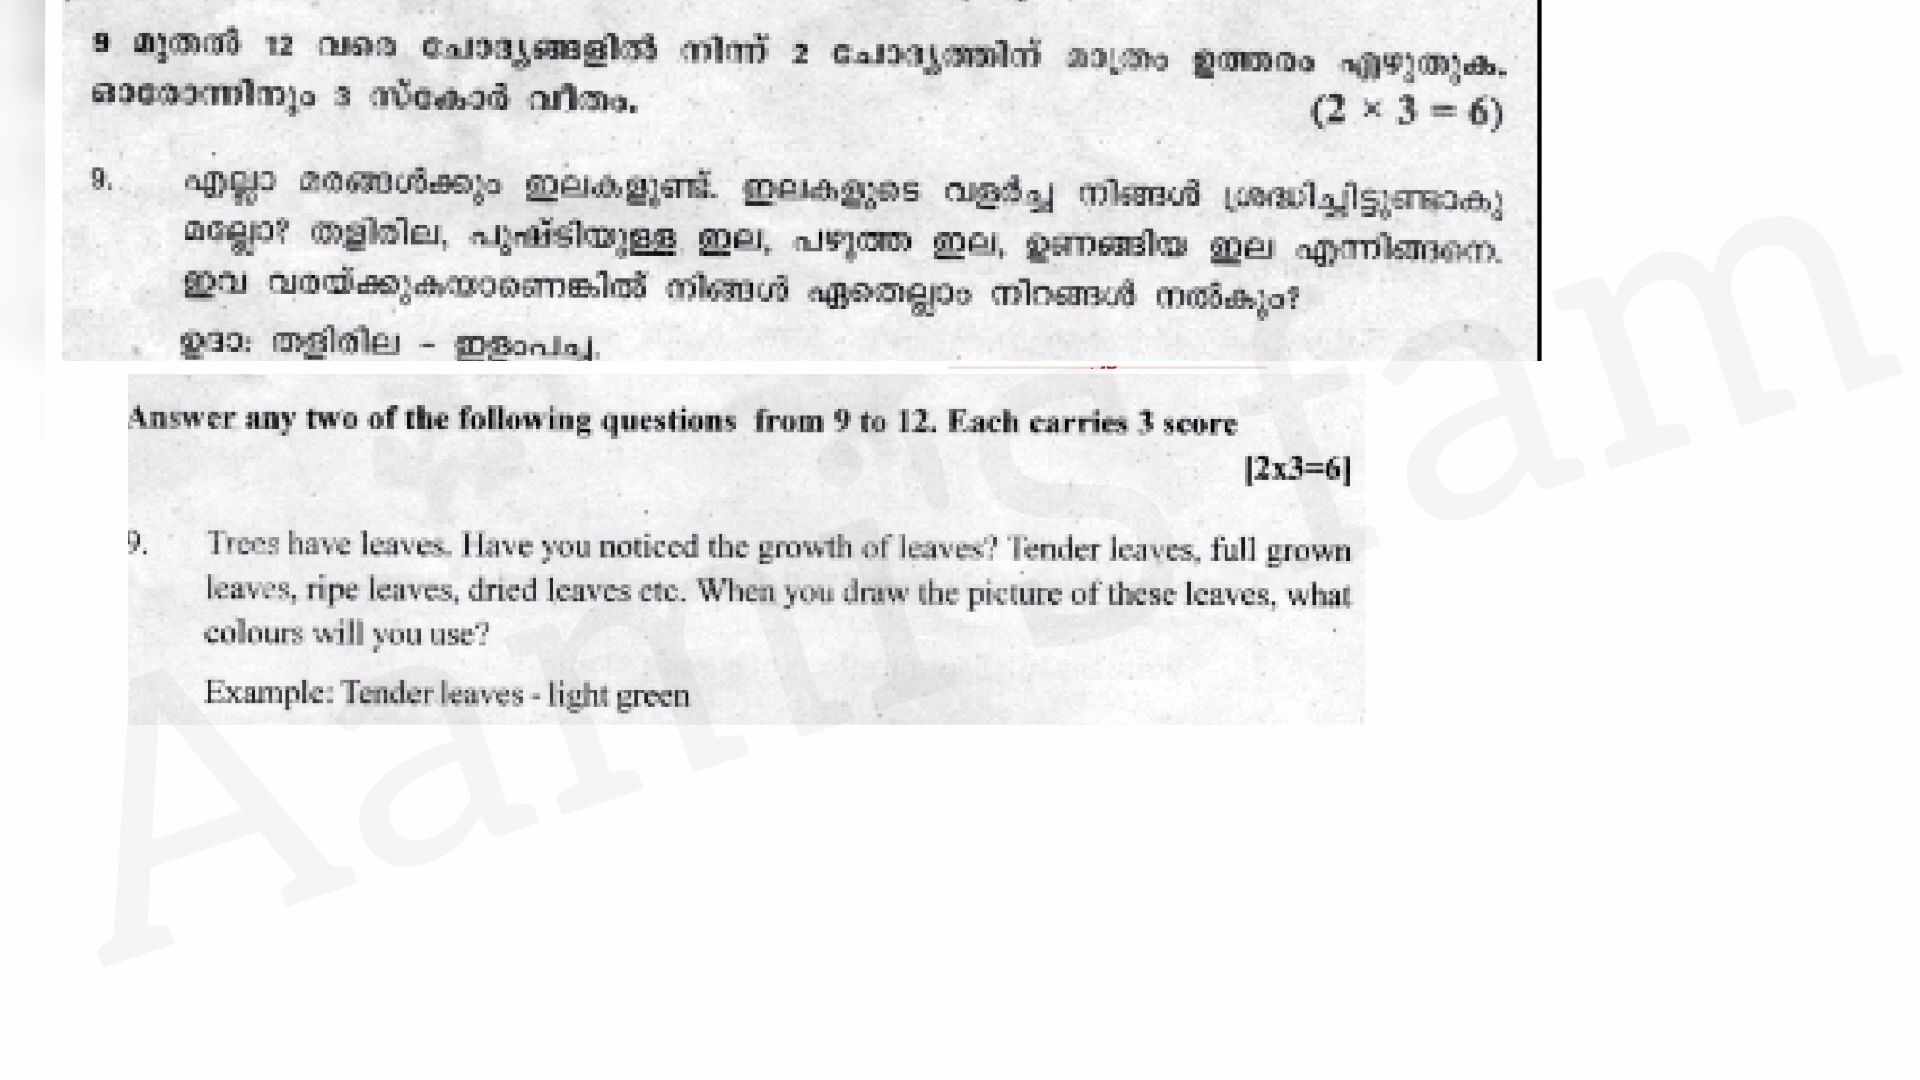 9 മുതൽ 12 വരെ ചോദ്യങ്ങളിൽ നിന്ന് 2 ചോദ്യത്തിന് മാത്രം ഉത്തരം എഴുതുക.
ഓരോന്നിനും 3 സ്കോർ വീതം.
(2 × 3 = 6)
9. എല്ലാ മരങ്ങൾക്കും ഇലകളുണ്ട്. ഇലകളുടെ വളർച്ച നിങ്ങൾ ശ്രദ്ധിച്ചിട്ടുണ്ടാകു
മല്ലോ? തളിരില, പുഷ്ടിയുള്ള ഇല, പഴുത്ത ഇല, ഉണങ്ങിയ ഇല എന്നിങ്ങനെ.
ഇവ വരയ്ക്കുകയാണെങ്കിൽ നിങ്ങൾ ഏതെല്ലാം നിറങ്ങൾ നൽകും?
ഉദാ: തളിരില – ഇളംപച്ച.
Answer any two of the following questions from 9 to 12. Each carries 3 score
[2x3=6]
9. Trees have leaves. Have you noticed the growth of leaves? Tender leaves, full grown
leaves, ripe leaves, dried leaves etc. When you draw the picture of these leaves, what
colours will you use?
Example: Tender leaves - light green
Aami'S fam